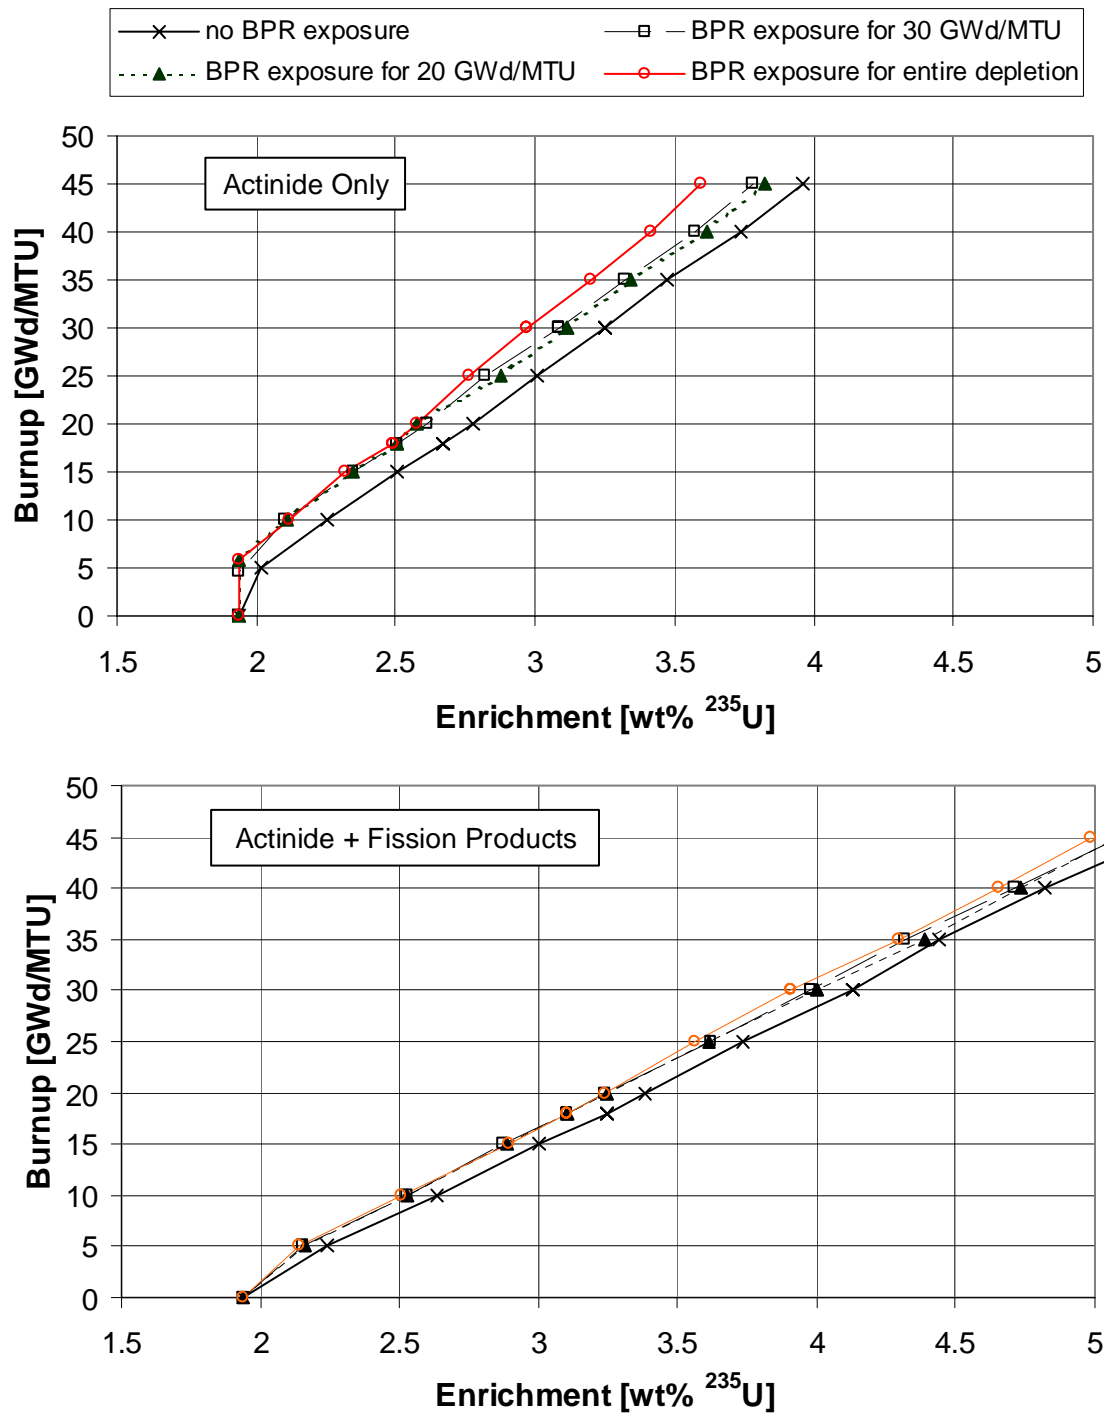 no BPR exposure
BPR exposure for 30 GWd/MTU
BPR exposure for 20 GWd/MTU
BPR exposure for entire depletion
50
45
40
35
30
25
20
15
10
5
0
Burnup [GWd/MTU]
Actinide Only
1.5 2 2.5 3 3.5 4 4.5 5
Enrichment [wt% ²³⁵U]
50
45
40
35
30
25
20
15
10
5
0
Burnup [GWd/MTU]
Actinide + Fission Products
1.5 2 2.5 3 3.5 4 4.5 5
Enrichment [wt% ²³⁵U]